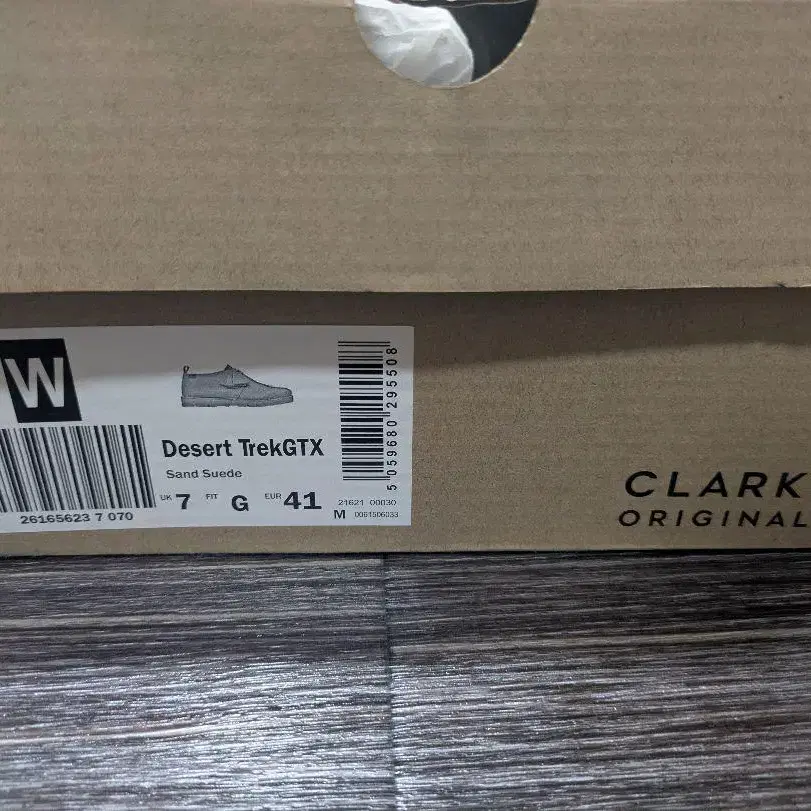 W
Desert TrekGTX
Sand Suede
UK 7 FIT G EUR 41
26165623 7 070
21621 00030
M 0061506033
5 059680 295508
CLARK
ORIGINAL